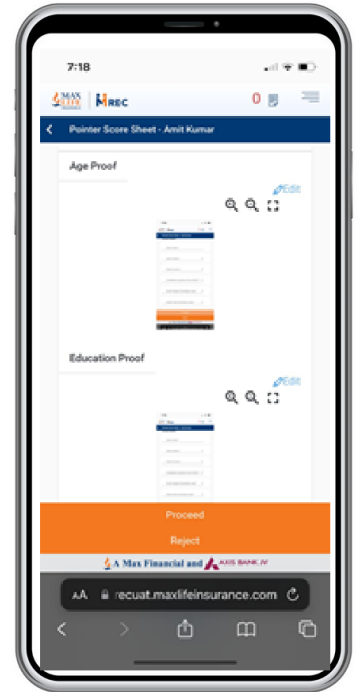 7:18
MAX
LIFE
MREC
0
Pointer Score Sheet - Amit Kumar
Age Proof
Edit
Education Proof
Edit
Proceed
Reject
A Max Financial and AXIS BANK JV
AA recuat.maxlifeinsurance.com